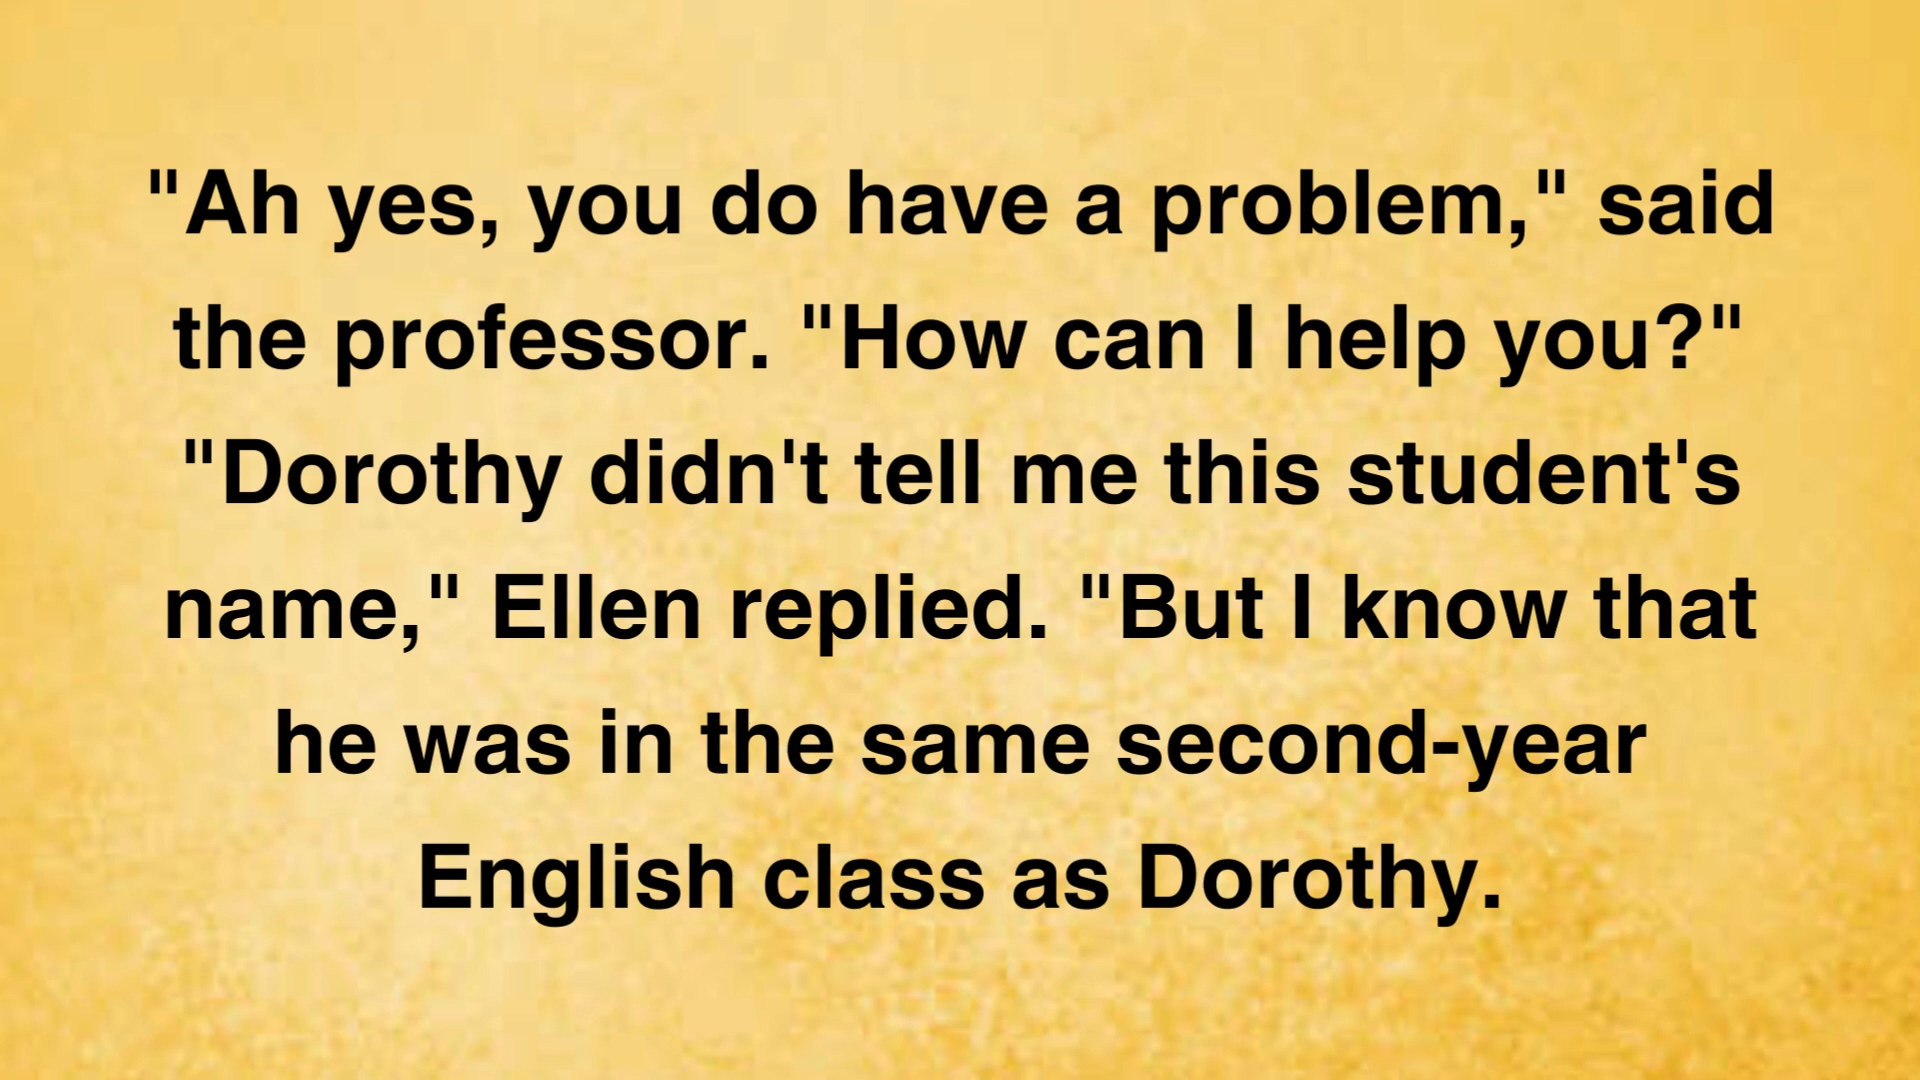 "Ah yes, you do have a problem," said
the professor. "How can I help you?"
"Dorothy didn't tell me this student's
name," Ellen replied. "But I know that
he was in the same second-year
English class as Dorothy.